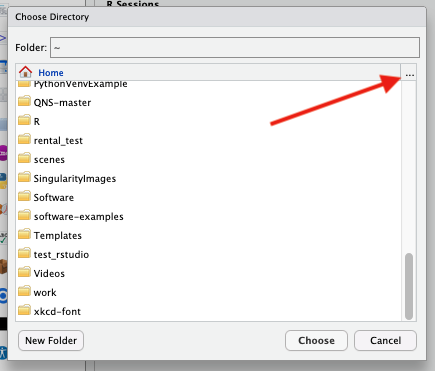 R Sessions
Choose Directory
Folder: ~
Home
...
PythonVenvExample
QNS-master
R
rental_test
scenes
SingularityImages
Software
software-examples
Templates
test_rstudio
Videos
work
xkcd-font
New Folder
Choose
Cancel